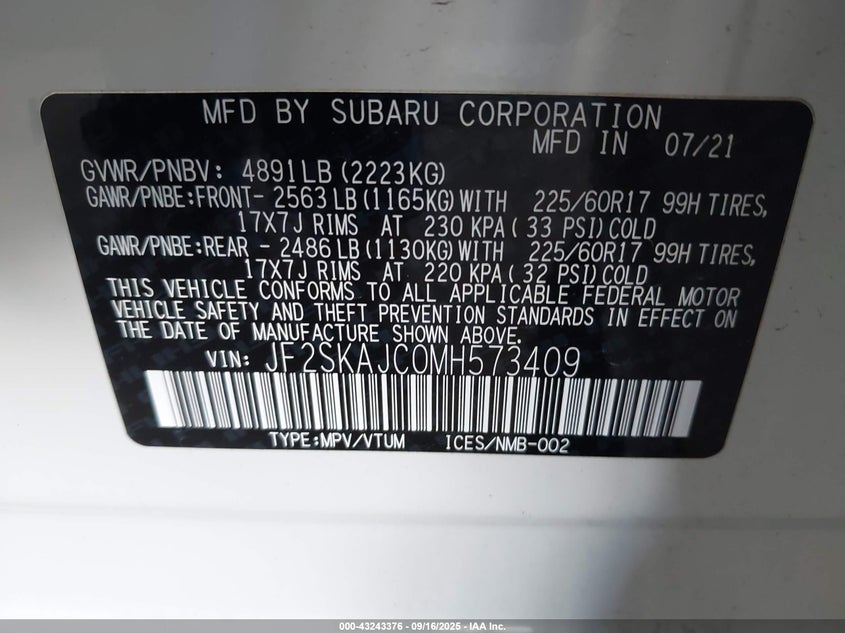 MFD BY SUBARU CORPORATION
MFD IN 07/21
GVWR/PNBV: 4891LB (2223KG)
GAWR/PNBE:FRONT- 2563 LB (1165KG) WITH 225/60R17 99H TIRES,
17X7J RIMS AT 230 KPA ( 33 PSI) COLD
GAWR/PNBE:REAR - 2486 LB (1130KG) WITH 225/60R17 99H TIRES,
17X7J RIMS AT 220 KPA ( 32 PSI) COLD
THIS VEHICLE CONFORMS TO ALL APPLICABLE FEDERAL MOTOR
VEHICLE SAFETY AND THEFT PREVENTION STANDARDS IN EFFECT ON
THE DATE OF MANUFACTURE SHOWN ABOVE.
VIN: JF2SKAJC0MH573409
TYPE:MPV/VTUM ICES/NMB-002
000-43243376 - 09/16/2025 - IAA Inc.